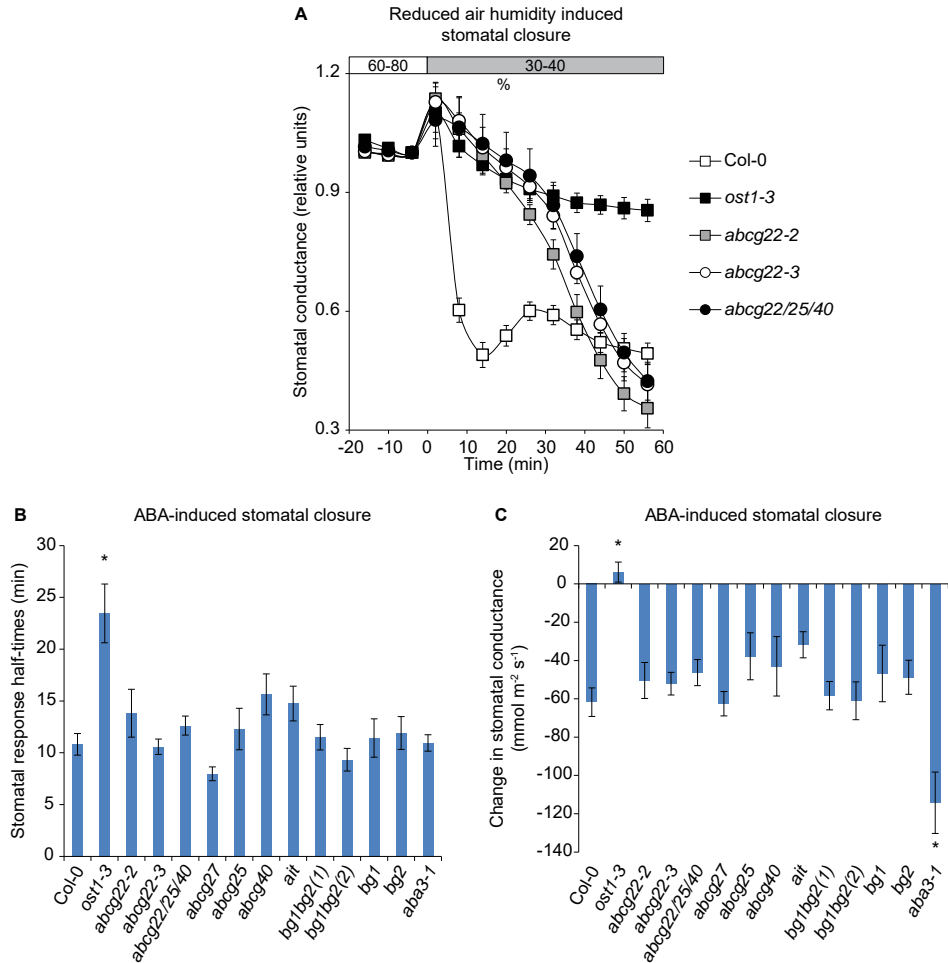 A
Reduced air humidity induced
stomatal closure
60-80
30-40
%
Stomatal conductance (relative units)
1.2
0.9
0.6
0.3
-20
-10
0
10
20
30
40
50
60
Time (min)
Col-0
ost1-3
abcg22-2
abcg22-3
abcg22/25/40
B
ABA-induced stomatal closure
Stomatal response half-times (min)
30
25
20
15
10
5
0
*
Col-0
ost1-3
abcg22-2
abcg22-3
abcg22/25/40
abcg27
abcg25
abcg40
ait
bg1bg2(1)
bg1bg2(2)
bg1
bg2
aba3-1
C
ABA-induced stomatal closure
Change in stomatal conductance
(mmol m⁻² s⁻¹)
20
0
-20
-40
-60
-80
-100
-120
-140
*
*
Col-0
ost1-3
abcg22-2
abcg22-3
abcg22/25/40
abcg27
abcg25
abcg40
ait
bg1bg2(1)
bg1bg2(2)
bg1
bg2
aba3-1